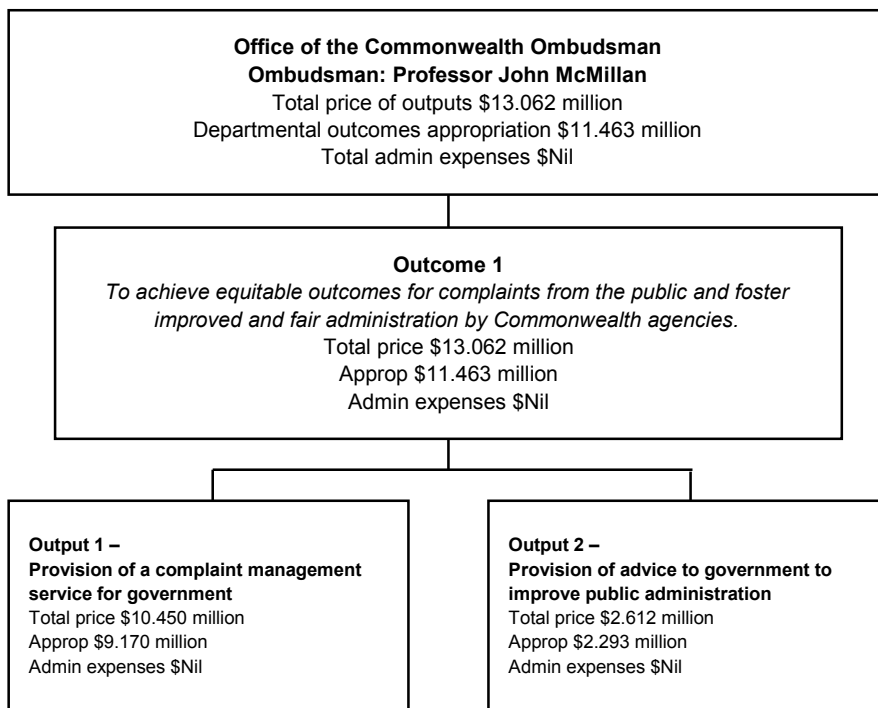 Office of the Commonwealth Ombudsman
Ombudsman: Professor John McMillan
Total price of outputs $13.062 million
Departmental outcomes appropriation $11.463 million
Total admin expenses $Nil
Outcome 1
To achieve equitable outcomes for complaints from the public and foster
improved and fair administration by Commonwealth agencies.
Total price $13.062 million
Approp $11.463 million
Admin expenses $Nil
Output 1 –
Provision of a complaint management
service for government
Total price $10.450 million
Approp $9.170 million
Admin expenses $Nil
Output 2 –
Provision of advice to government to
improve public administration
Total price $2.612 million
Approp $2.293 million
Admin expenses $Nil